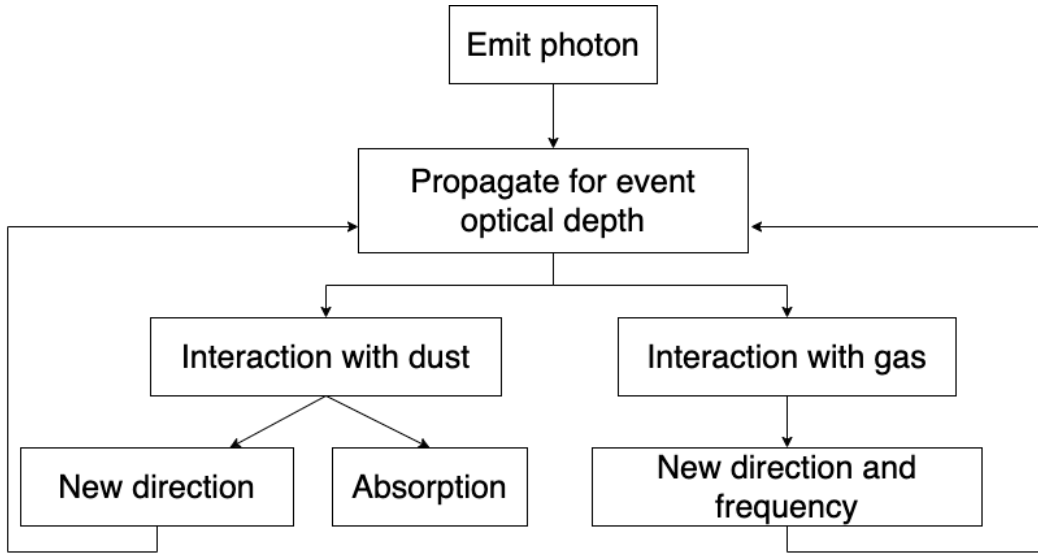 Emit photon
Propagate for event
optical depth
Interaction with dust
Interaction with gas
New direction
Absorption
New direction and
frequency